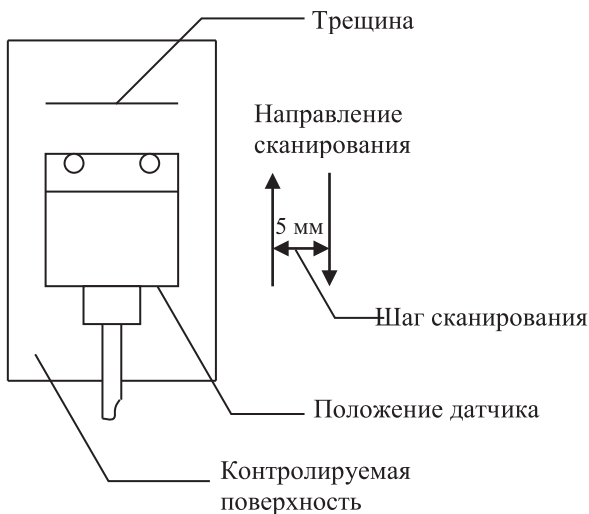 Трещина
Направление
сканирования
5 мм
Шаг сканирования
Положение датчика
Контролируемая
поверхность